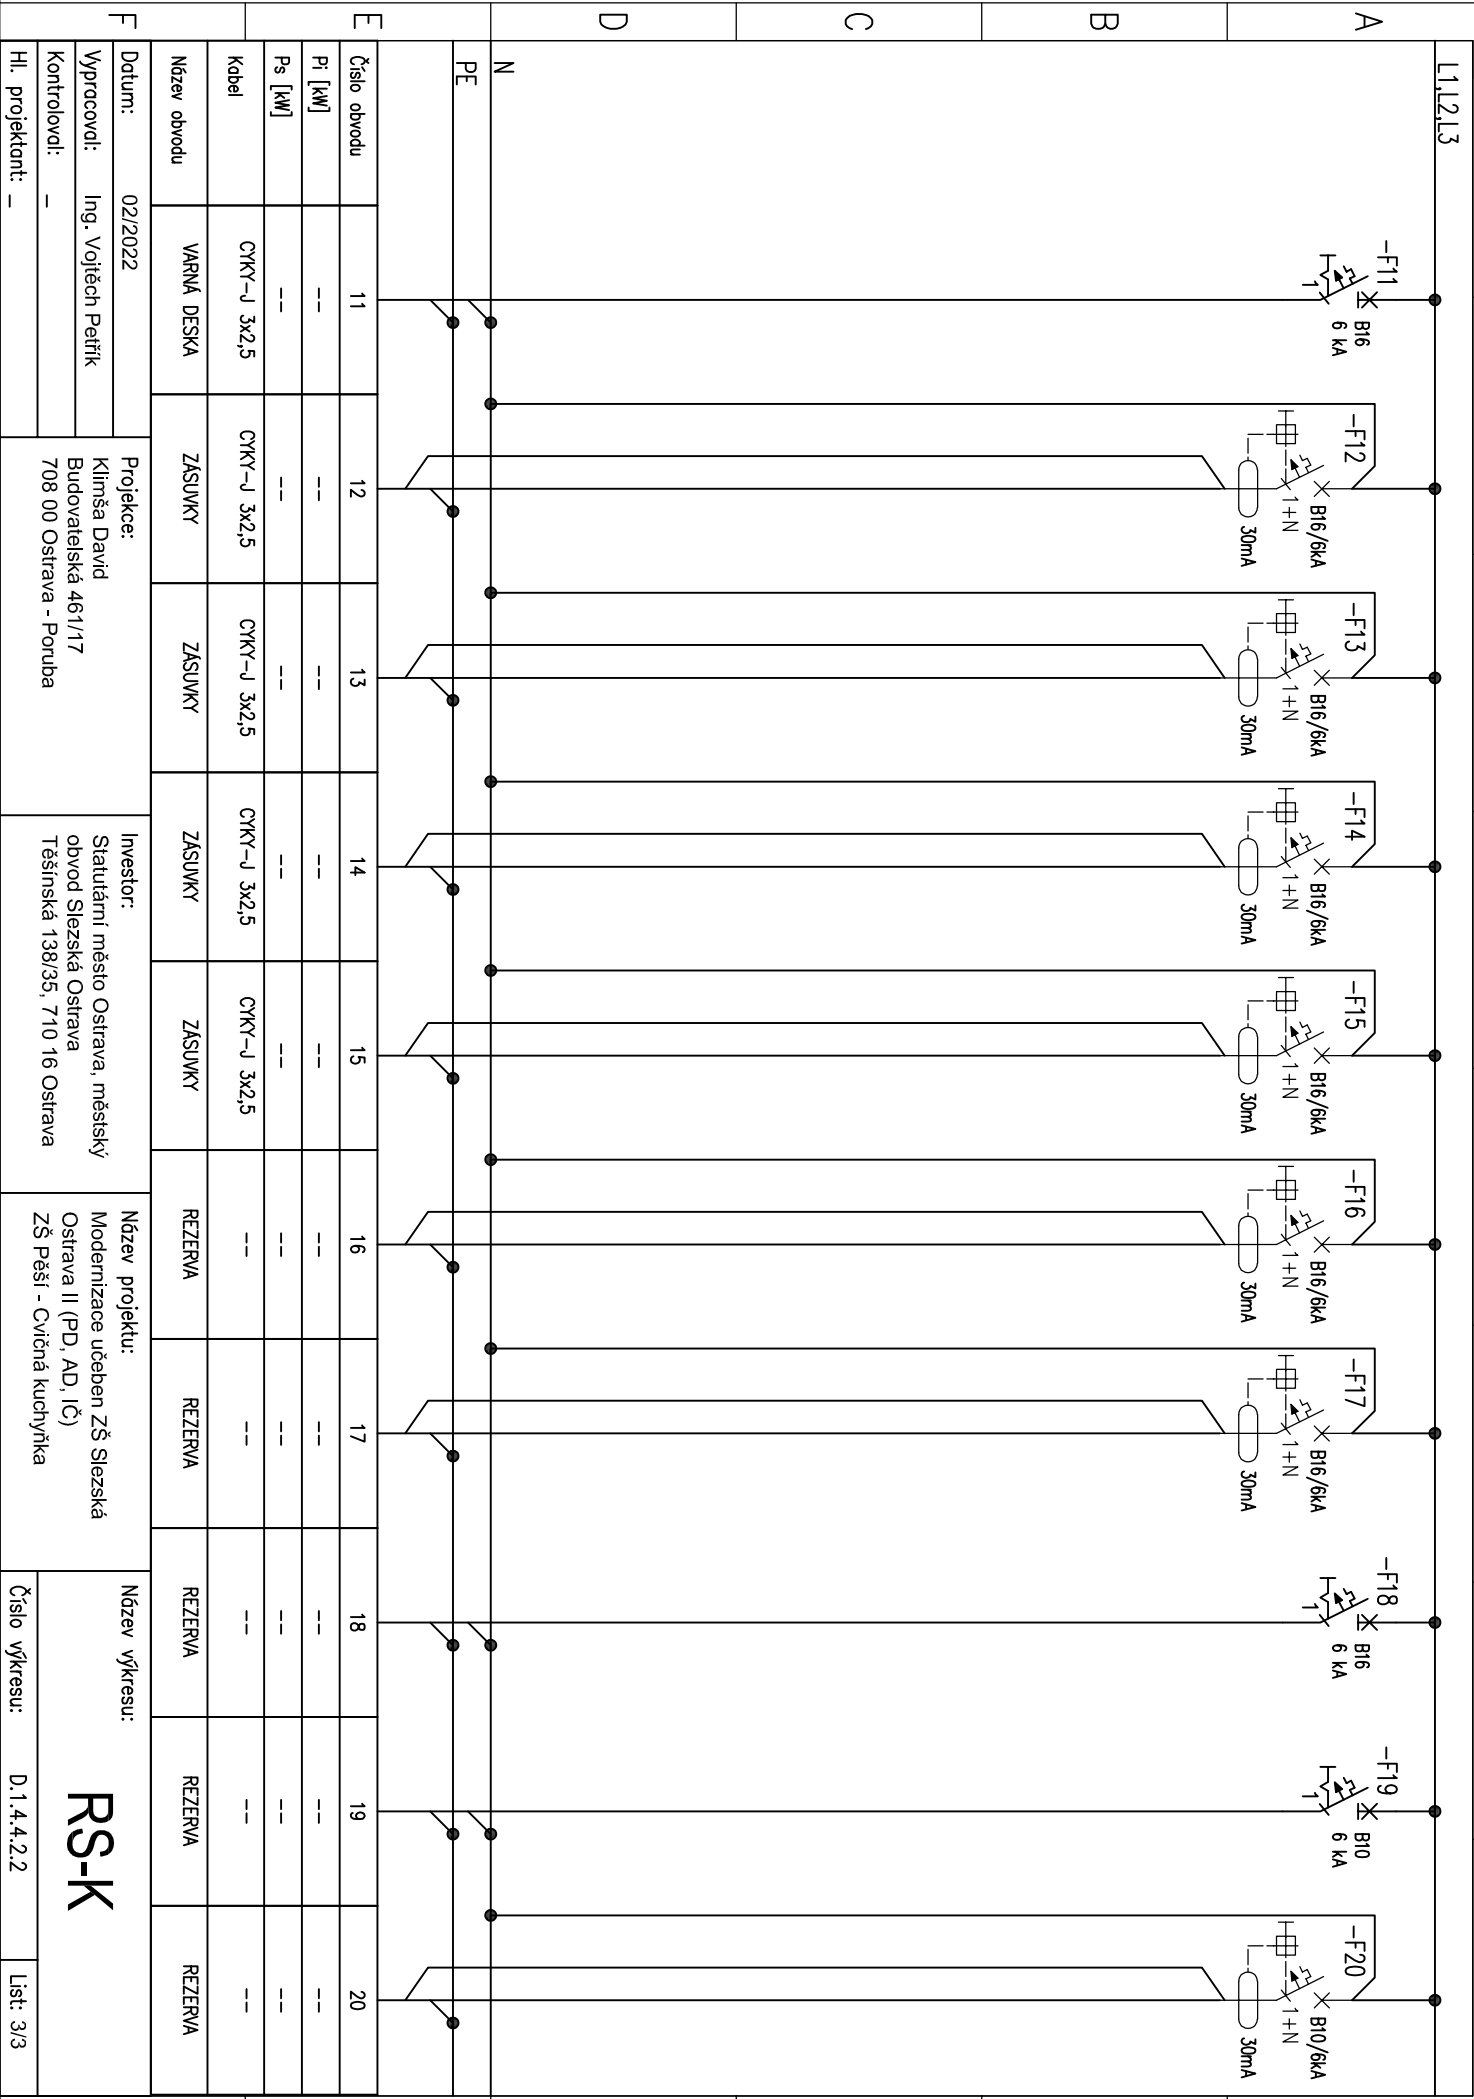 L1,L2,L3
-F11
B16
6 kA
1
-F12
B16/6kA
1+N
30mA
-F13
B16/6kA
1+N
30mA
-F14
B16/6kA
1+N
30mA
-F15
B16/6kA
1+N
30mA
-F16
B16/6kA
1+N
30mA
-F17
B16/6kA
1+N
30mA
-F18
B16
6 kA
1
-F19
B10
6 kA
1
-F20
B10/6kA
1+N
30mA
A
B
C
D
E
F
N
PE
Číslo obvodu 11 12 13 14 15 16 17 18 19 20
Pi [kW] -- -- -- -- -- -- -- -- -- --
Ps [kW] -- -- -- -- -- -- -- -- -- --
Kabel CYKY-J 3x2,5 CYKY-J 3x2,5 CYKY-J 3x2,5 CYKY-J 3x2,5 CYKY-J 3x2,5 -- -- -- -- --
Název obvodu VARNÁ DESKA ZÁSUVKY ZÁSUVKY ZÁSUVKY ZÁSUVKY REZERVA REZERVA REZERVA REZERVA REZERVA
Datum: 02/2022
Vypracoval: Ing. Vojtěch Petřík
Kontroloval: -
Hl. projektant: -
Projekce:
Klimša David
Budovatelská 461/17
708 00 Ostrava - Poruba
Investor:
Statutární město Ostrava, městský
obvod Slezská Ostrava
Těšínská 138/35, 710 16 Ostrava
Název projektu:
Modernizace učeben ZŠ Slezská
Ostrava II (PD, AD, IČ)
ZŠ Pěší - Cvičná kuchyňka
Název výkresu:
RS-K
Číslo výkresu: D.1.4.4.2.2
List: 3/3